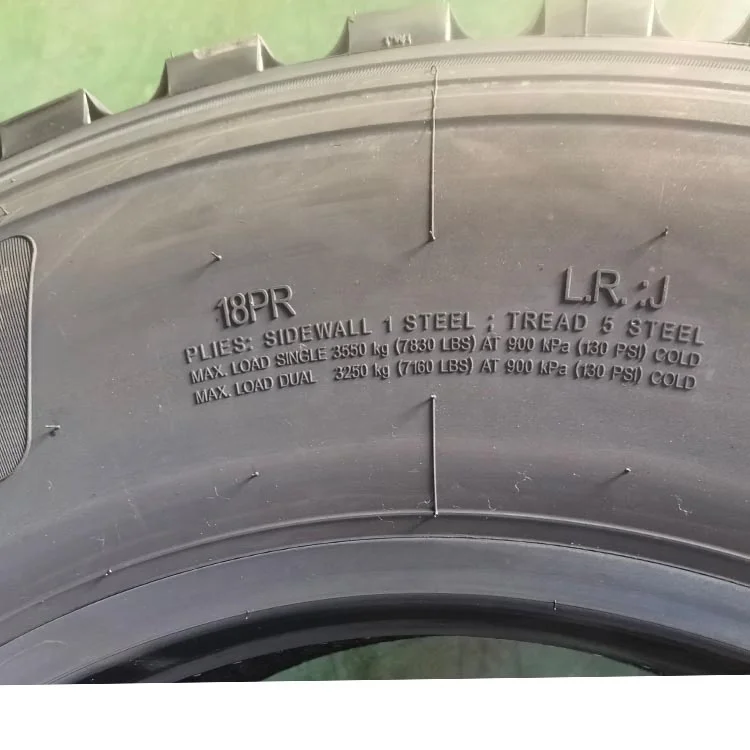 18PR L.R. :J
PLIES: SIDEWALL 1 STEEL ; TREAD 5 STEEL
MAX. LOAD SINGLE 3550 kg (7830 LBS) AT 900 kPa (130 PSI) COLD
MAX. LOAD DUAL 3250 kg (7160 LBS) AT 900 kPa (130 PSI) COLD